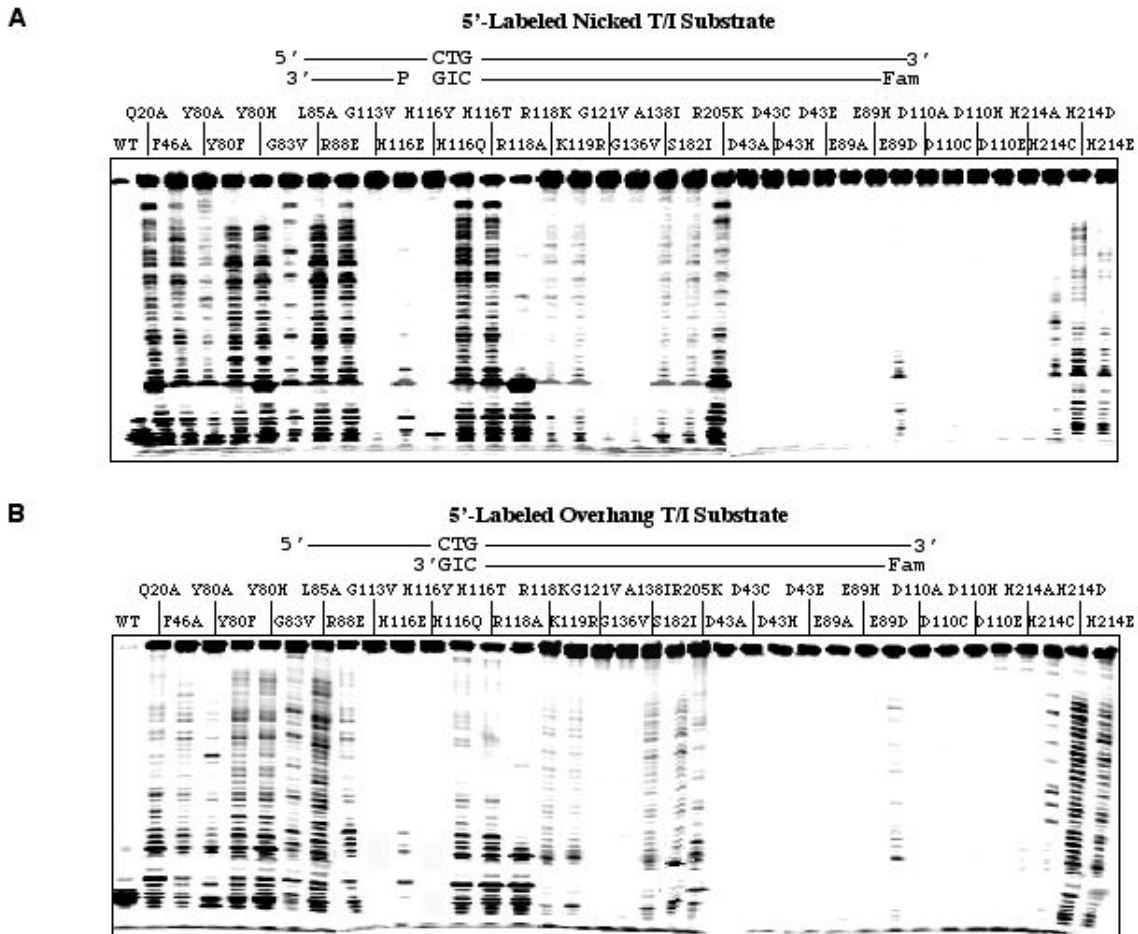 A
5'-Labeled Nicked T/I Substrate
5' CTG 3'
3' P GIC Fam
Q20A Y80A Y80H L85A G113V H116Y H116T R118K G121V A138I R205K D43C D43E E89H D110A D110H H214A H214D
WT F46A Y80F G83V R88E H116E H116Q R118A K119R G136V S182I D43A D43H E89A E89D D110C D110E H214C H214E
B
5'-Labeled Overhang T/I Substrate
5' CTG 3'
3'GIC Fam
Q20A Y80A Y80H L85A G113V H116Y H116T R118K G121V A138I R205K D43C D43E E89H D110A D110H H214A H214D
WT F46A Y80F G83V R88E H116E H116Q R118A K119R G136V S182I D43A D43H E89A E89D D110C D110E H214C H214E